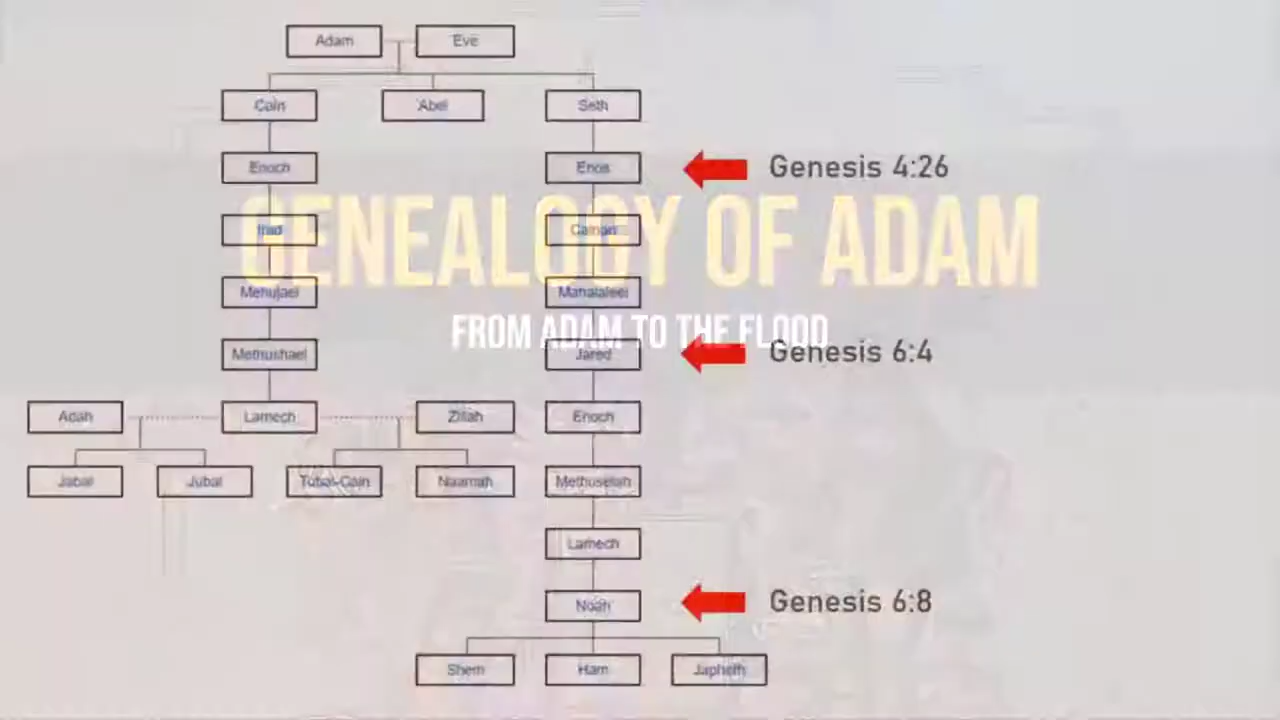 Adam Eve
Cain Abel Seth
Enoch Enos Genesis 4:26
GENEALOGY OF ADAM
Irad Cainan
Mehujael Mahalaleel
FROM ADAM TO THE FLOOD
Methushael Jared Genesis 6:4
Adah Lamech Zillah Enoch
Jabal Jubal Tubal-Cain Naamah Methuselah
Lamech
Noah Genesis 6:8
Shem Ham Japheth